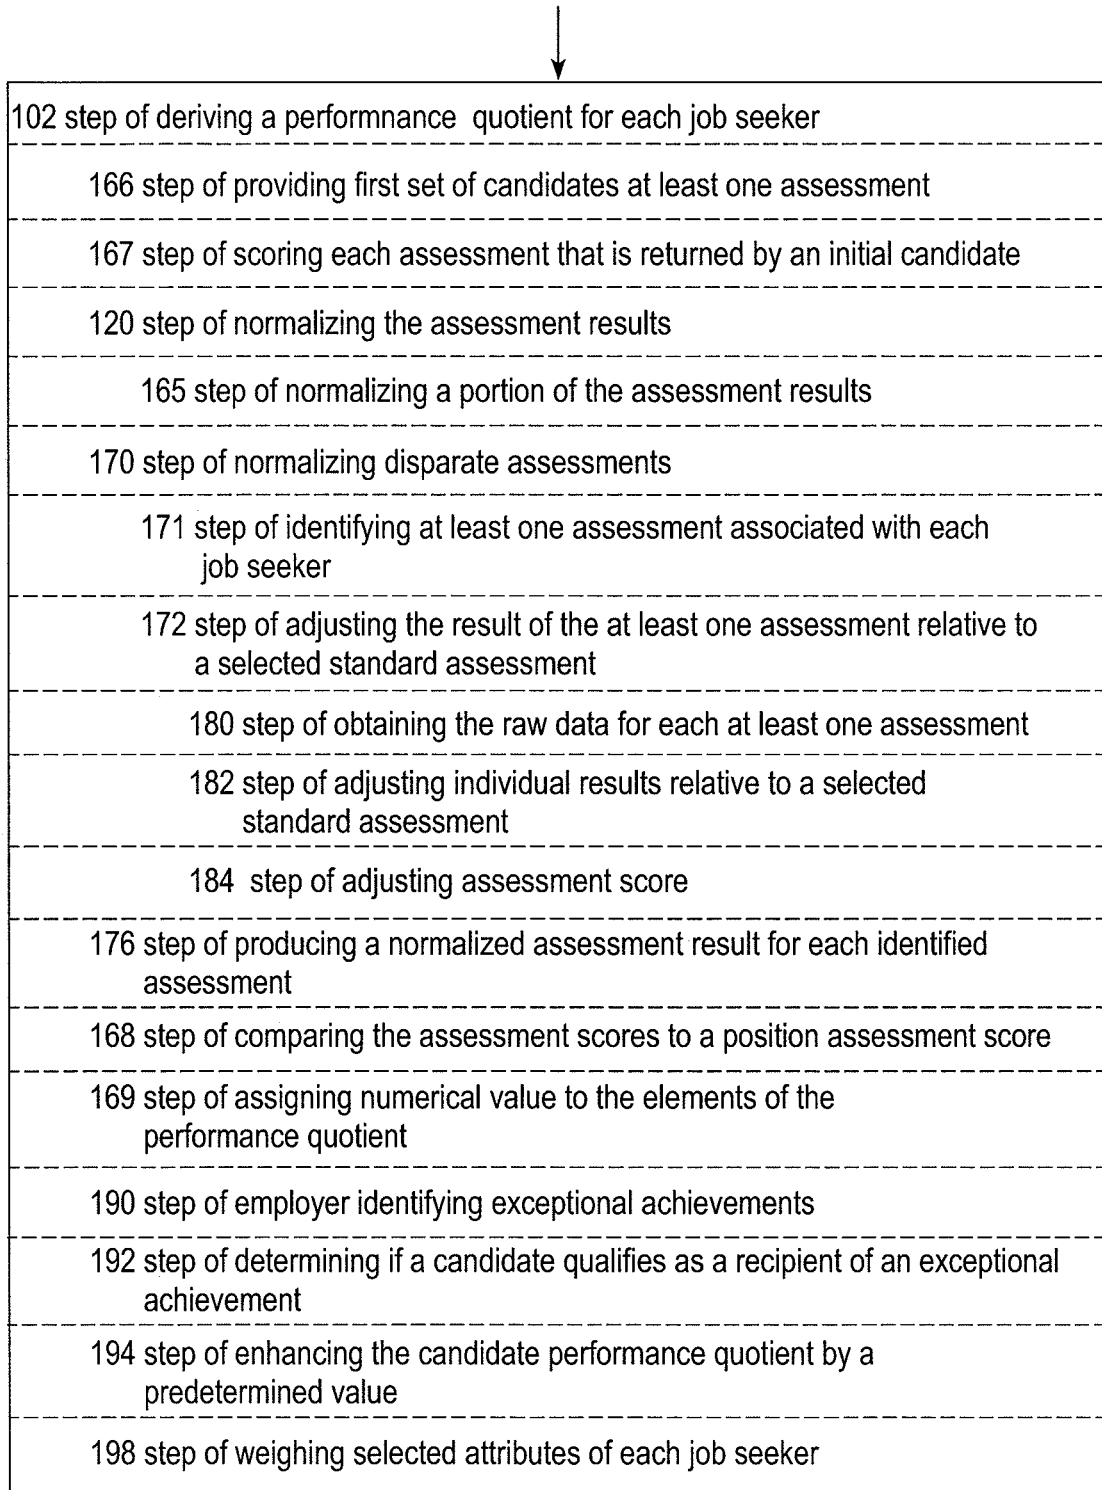 102 step of deriving a performnance quotient for each job seeker
166 step of providing first set of candidates at least one assessment
167 step of scoring each assessment that is returned by an initial candidate
120 step of normalizing the assessment results
165 step of normalizing a portion of the assessment results
170 step of normalizing disparate assessments
171 step of identifying at least one assessment associated with each
job seeker
172 step of adjusting the result of the at least one assessment relative to
a selected standard assessment
180 step of obtaining the raw data for each at least one assessment
182 step of adjusting individual results relative to a selected
standard assessment
184 step of adjusting assessment score
176 step of producing a normalized assessment result for each identified
assessment
168 step of comparing the assessment scores to a position assessment score
169 step of assigning numerical value to the elements of the
performance quotient
190 step of employer identifying exceptional achievements
192 step of determining if a candidate qualifies as a recipient of an exceptional
achievement
194 step of enhancing the candidate performance quotient by a
predetermined value
198 step of weighing selected attributes of each job seeker